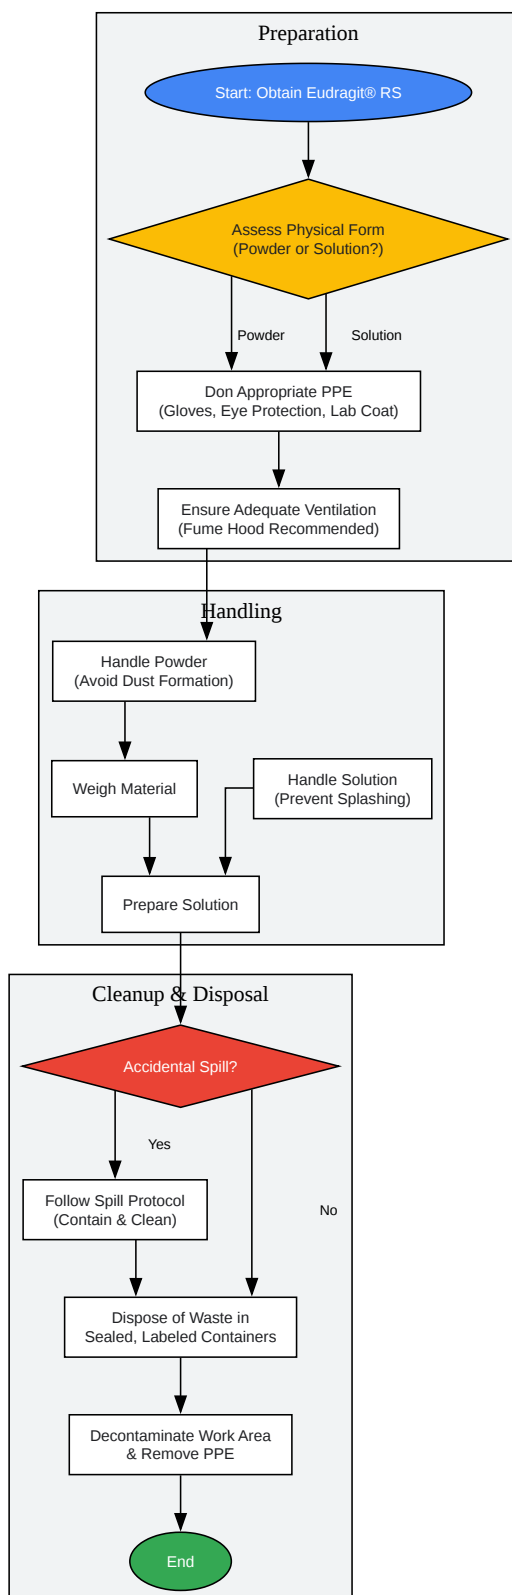 Preparation
Start: Obtain Eudragit® RS
Assess Physical Form
(Powder or Solution?)
Powder
Solution
Don Appropriate PPE
(Gloves, Eye Protection, Lab Coat)
Ensure Adequate Ventilation
(Fume Hood Recommended)
Handling
Handle Powder
(Avoid Dust Formation)
Weigh Material
Handle Solution
(Prevent Splashing)
Prepare Solution
Cleanup & Disposal
Accidental Spill?
Yes
Follow Spill Protocol
(Contain & Clean)
No
Dispose of Waste in
Sealed, Labeled Containers
Decontaminate Work Area
& Remove PPE
End